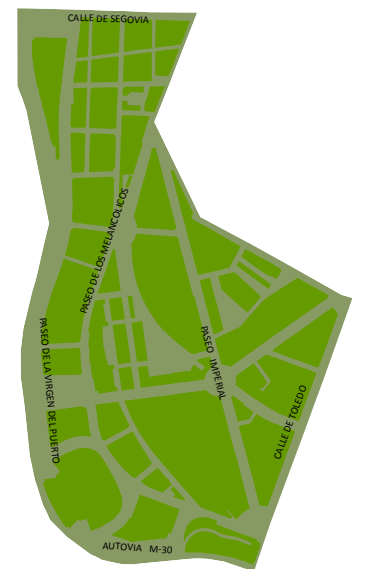 CALLE DE SEGOVIA
PASEO DE LOS MELANCOLICOS
PASEO DE LA VIRGEN DEL PUERTO
PASEO IMPERIAL
CALLE DE TOLEDO
AUTOVIA M-30